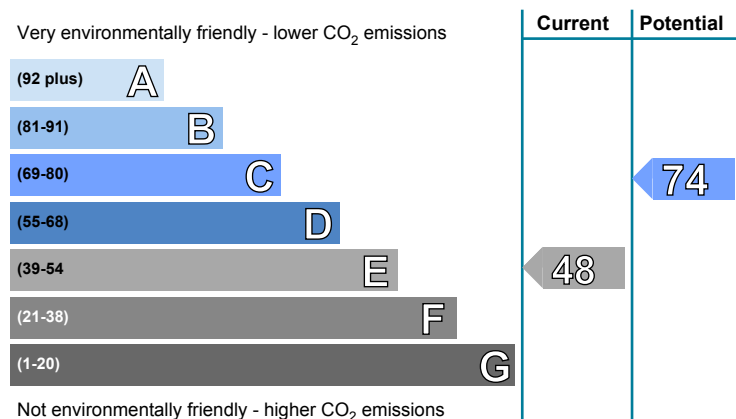 Current Potential
Very environmentally friendly - lower CO2 emissions
(92 plus) A
(81-91) B
(69-80) C 74
(55-68) D
(39-54 E 48
(21-38) F
(1-20) G
Not environmentally friendly - higher CO2 emissions